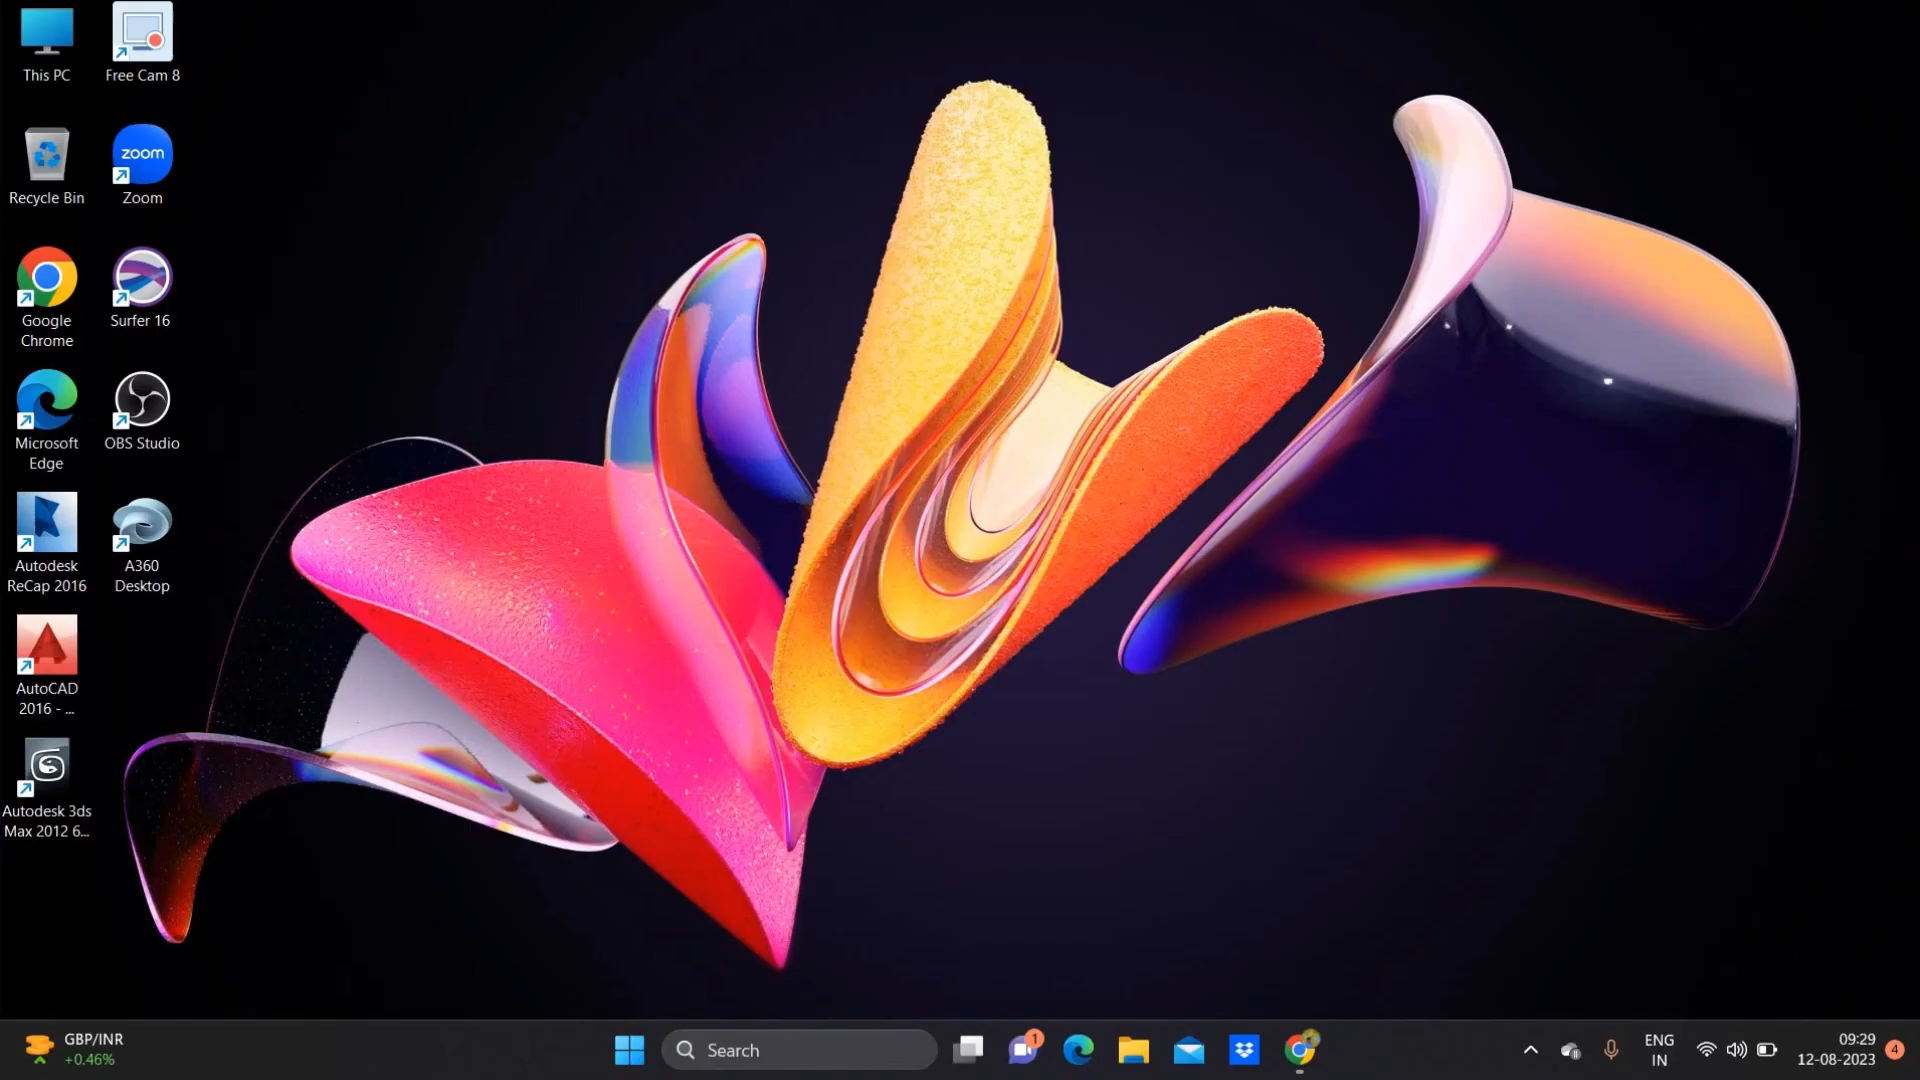 This PC
Free Cam 8
Recycle Bin
zoom
Zoom
Google
Chrome
Surfer 16
Microsoft
Edge
OBS Studio
Autodesk
ReCap 2016
A360
Desktop
AutoCAD
2016 - ...
Autodesk 3ds
Max 2012 6...
GBP/INR
+0.46%
Search
1
ENG
IN
09:29
12-08-2023
4